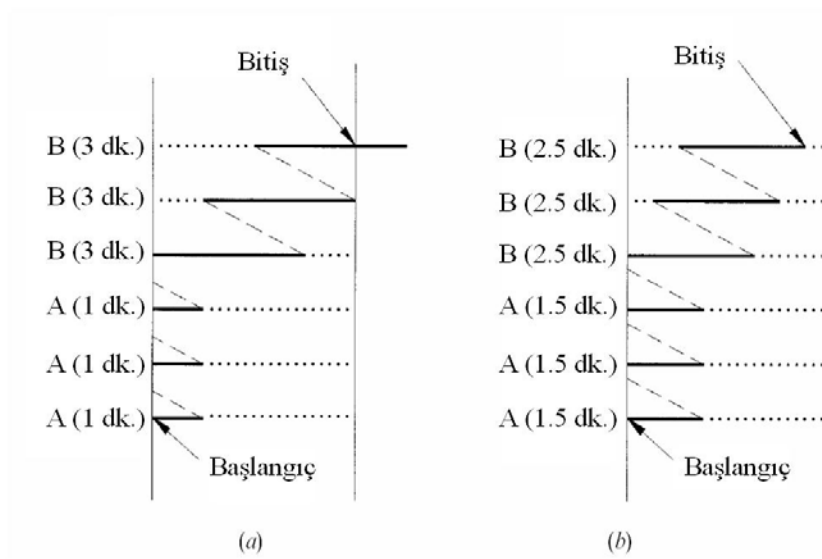 Bitiş
B (3 dk.)
B (3 dk.)
B (3 dk.)
A (1 dk.)
A (1 dk.)
A (1 dk.)
Başlangıç
(a)
Bitiş
B (2.5 dk.)
B (2.5 dk.)
B (2.5 dk.)
A (1.5 dk.)
A (1.5 dk.)
A (1.5 dk.)
Başlangıç
(b)